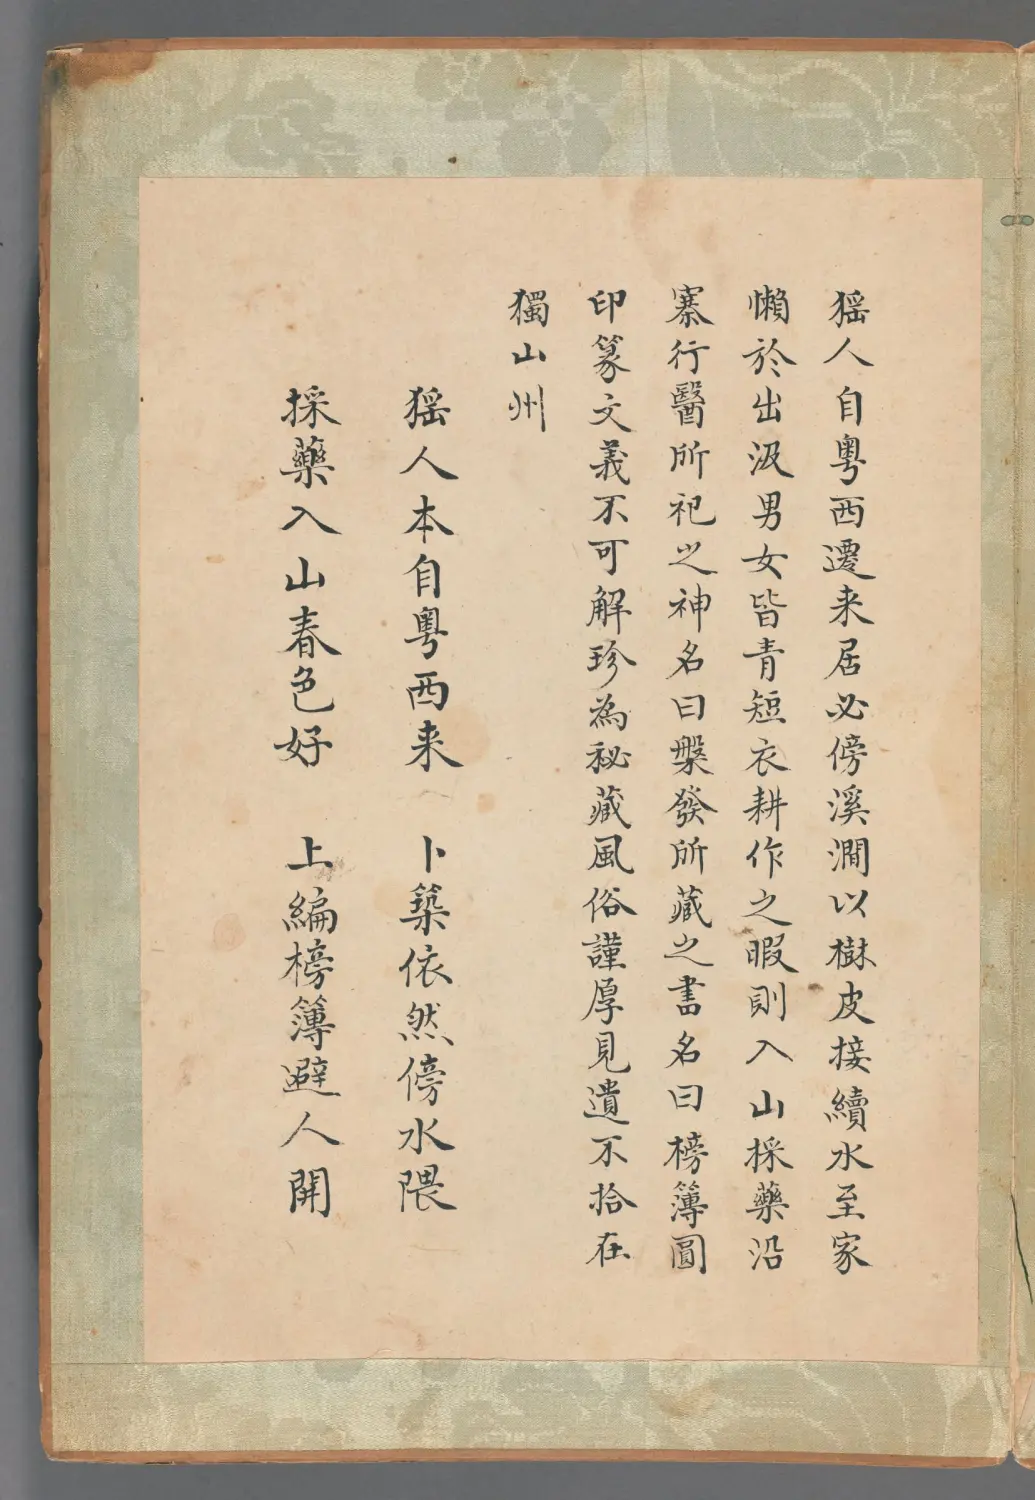 猺人自粵西遷来居必傍溪澗以樹皮接續水至家
懶於出汲男女皆青短衣耕作之暇則入山採藥沿
寨行醫所祀之神名曰槃發所藏之書名曰榜簿圓
印篆文義不可解珍為秘藏風俗謹厚見遺不拾在
獨山州
猺人本自粵西来 卜築依然傍水隈
採藥入山春色好 上編榜簿避人開